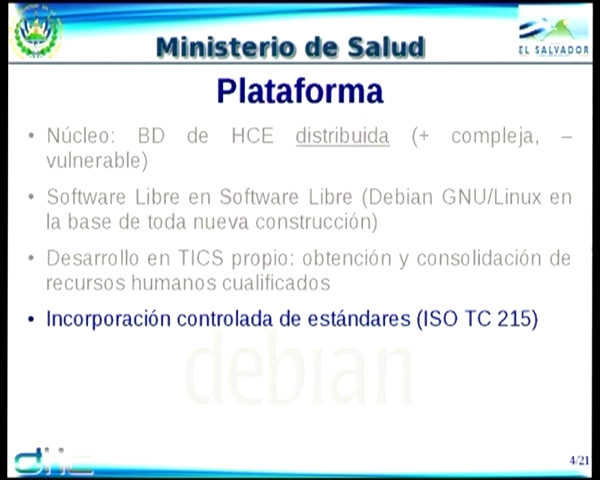 Ministerio de Salud
EL SALVADOR
Plataforma
• Núcleo: BD de HCE distribuida (+ compleja, –
vulnerable)
• Software Libre en Software Libre (Debian GNU/Linux en
la base de toda nueva construcción)
• Desarrollo en TICS propio: obtención y consolidación de
recursos humanos cualificados
• Incorporación controlada de estándares (ISO TC 215)
debian
4/21